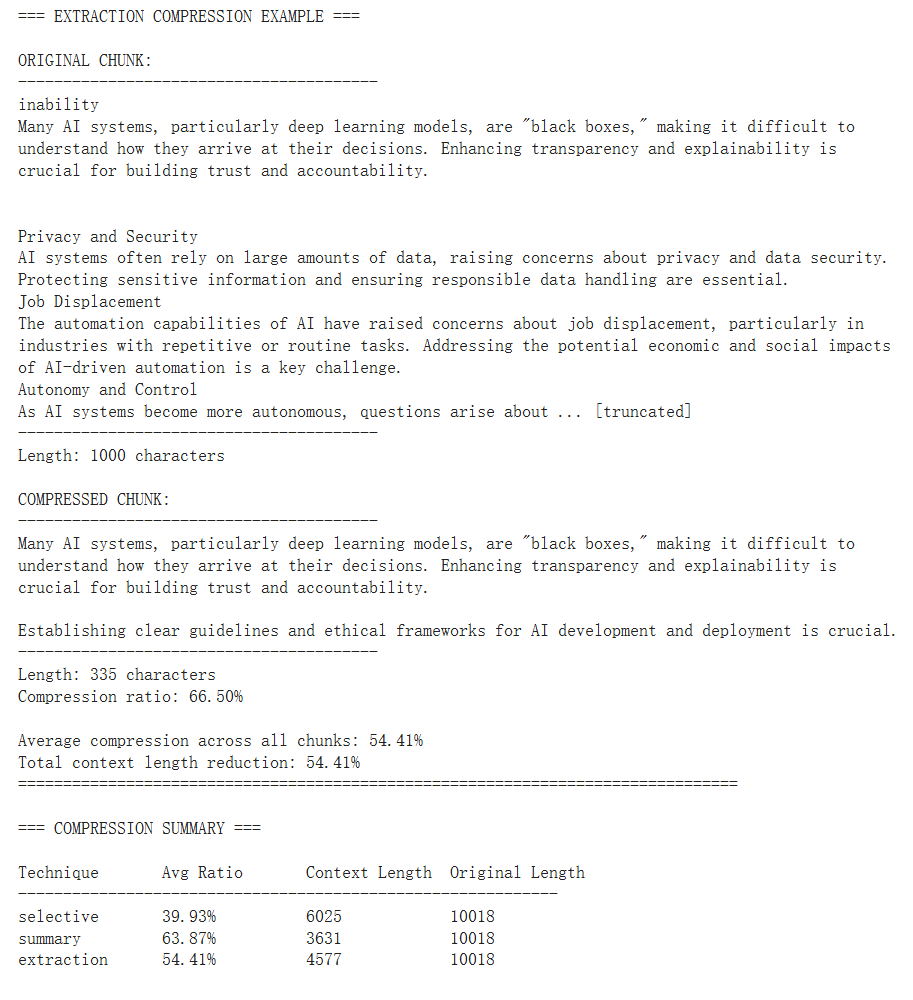 === EXTRACTION COMPRESSION EXAMPLE ===
ORIGINAL CHUNK:
----------------------------------------
inability
Many AI systems, particularly deep learning models, are "black boxes," making it difficult to
understand how they arrive at their decisions. Enhancing transparency and explainability is
crucial for building trust and accountability.
Privacy and Security
AI systems often rely on large amounts of data, raising concerns about privacy and data security.
Protecting sensitive information and ensuring responsible data handling are essential.
Job Displacement
The automation capabilities of AI have raised concerns about job displacement, particularly in
industries with repetitive or routine tasks. Addressing the potential economic and social impacts
of AI-driven automation is a key challenge.
Autonomy and Control
As AI systems become more autonomous, questions arise about ... [truncated]
----------------------------------------
Length: 1000 characters
COMPRESSED CHUNK:
----------------------------------------
Many AI systems, particularly deep learning models, are "black boxes," making it difficult to
understand how they arrive at their decisions. Enhancing transparency and explainability is
crucial for building trust and accountability.
Establishing clear guidelines and ethical frameworks for AI development and deployment is crucial.
----------------------------------------
Length: 335 characters
Compression ratio: 66.50%
Average compression across all chunks: 54.41%
Total context length reduction: 54.41%
================================================================================
=== COMPRESSION SUMMARY ===
Technique       Avg Ratio       Context Length  Original Length
------------------------------------------------------------
selective       39.93%          6025            10018
summary         63.87%          3631            10018
extraction      54.41%          4577            10018